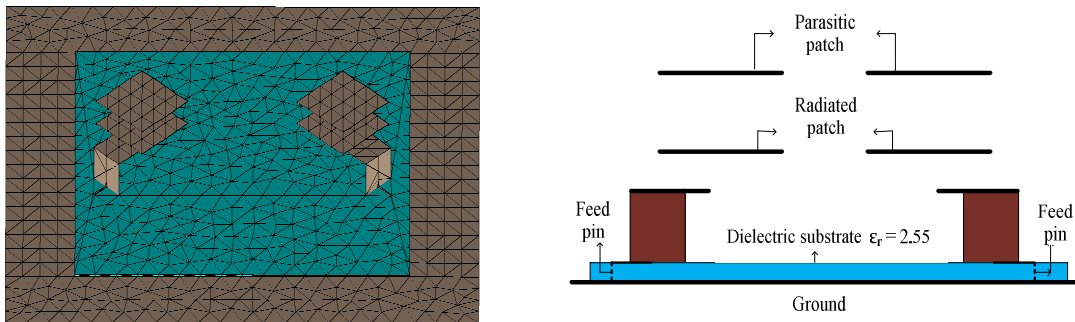 Parasitic
patch
Radiated
patch
Feed
pin
Dielectric substrate εr = 2.55
Feed
pin
Ground